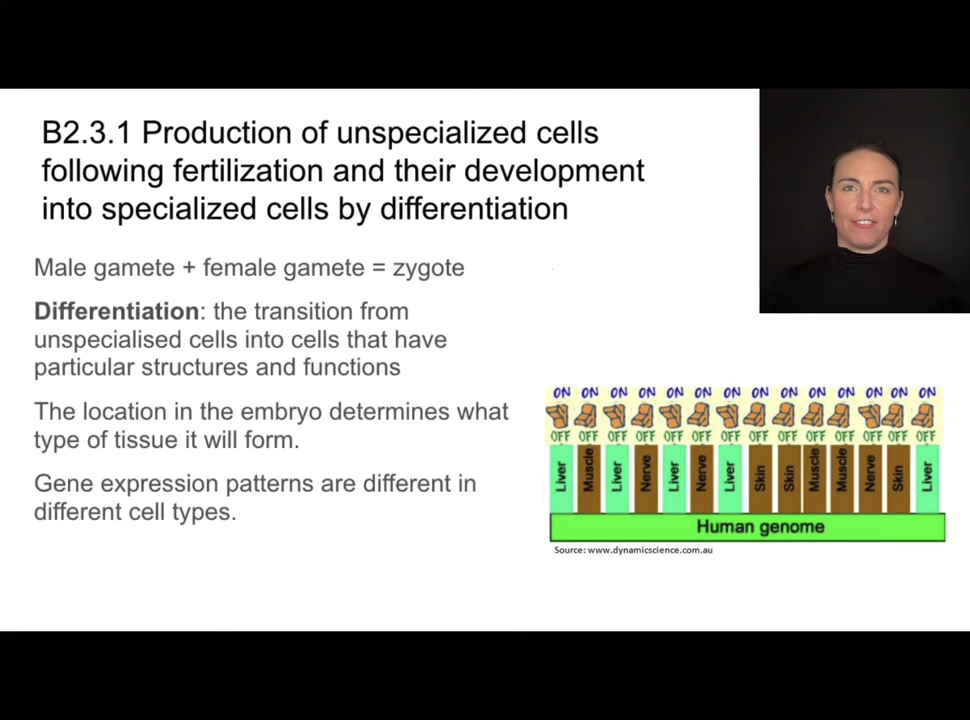 B2.3.1 Production of unspecialized cells
following fertilization and their development
into specialized cells by differentiation
Male gamete + female gamete = zygote
Differentiation: the transition from
unspecialised cells into cells that have
particular structures and functions
The location in the embryo determines what
type of tissue it will form.
Gene expression patterns are different in
different cell types.
ON ON ON ON ON ON ON ON ON ON ON ON ON ON
OFF OFF OFF OFF OFF OFF OFF OFF OFF OFF OFF OFF OFF OFF
Liver Muscle Liver Nerve Liver Nerve Liver Skin Skin Muscle Muscle Nerve Skin Liver
Human genome
Source: www.dynamicscience.com.au